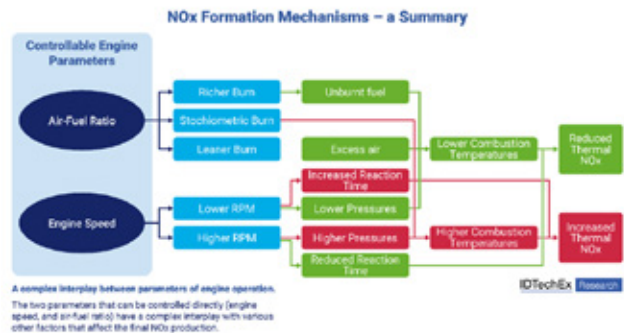 NOx Formation Mechanisms – a Summary
Controllable Engine
Parameters
Air-Fuel Ratio
Engine Speed
Richer Burn
Stochiometric Burn
Leaner Burn
Lower RPM
Higher RPM
Unburnt fuel
Excess air
Increased Reaction
Time
Lower Pressures
Higher Pressures
Reduced Reaction
Time
Lower Combustion
Temperatures
Higher Combustion
Temperatures
Reduced
Thermal
NOx
Increased
Thermal
NOx
A complex interplay between parameters of engine operation.
The two parameters that can be controlled directly (engine
speed, and air-fuel ratio) have a complex interplay with various
other factors that affect the final NOx production.
IDTechEx Research